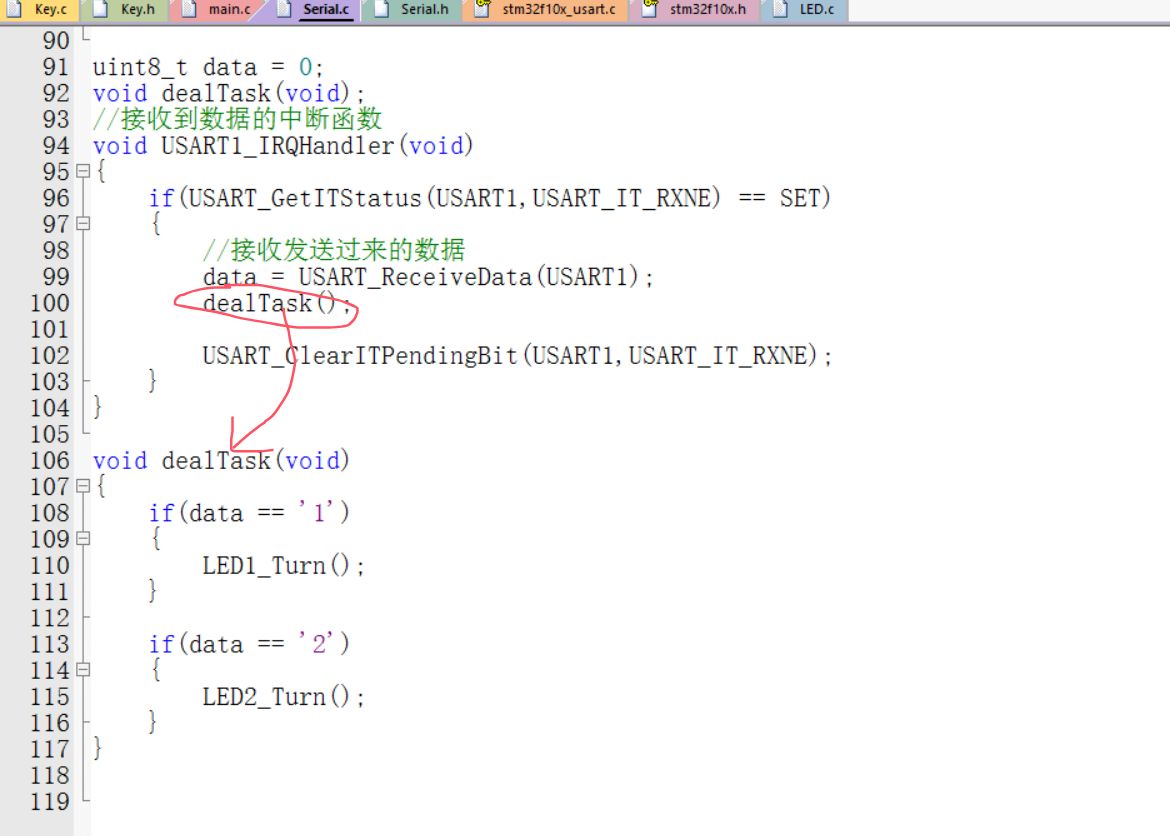 Key.c Key.h main.c Serial.c Serial.h stm32f10x_usart.c stm32f10x.h LED.c
90
91 uint8_t data = 0;
92 void dealTask(void);
93 //接收到数据的中断函数
94 void USART1_IRQHandler(void)
95 {
96 if(USART_GetITStatus(USART1,USART_IT_RXNE) == SET)
97 {
98 //接收发送过来的数据
99 data = USART_ReceiveData(USART1);
100 dealTask();
101
102 USART_ClearITPendingBit(USART1,USART_IT_RXNE);
103 }
104 }
105
106 void dealTask(void)
107 {
108 if(data == '1')
109 {
110 LED1_Turn();
111 }
112
113 if(data == '2')
114 {
115 LED2_Turn();
116 }
117 }
118
119